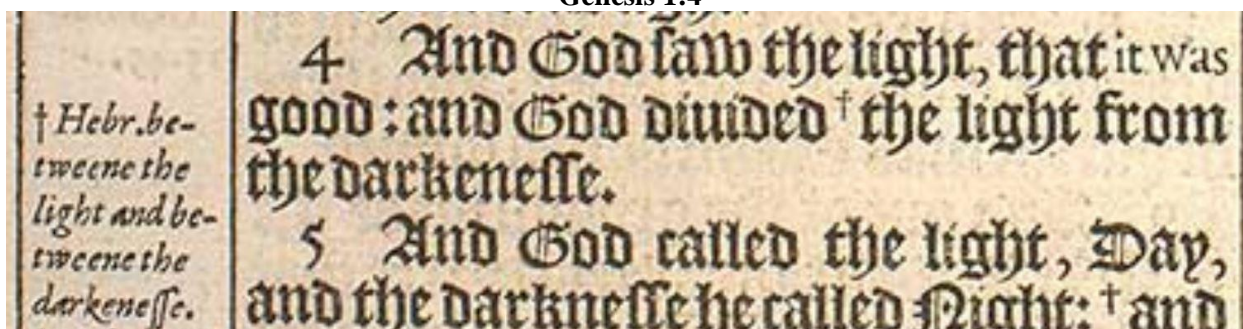 Genesis 1:4
4 And God ſaw the light, that it was
good: and God diuided † the light from
the darkeneſſe.
5 And God called the light, Day,
and the darkneſſe he called Night: † and
† Hebr. be-
tweene the
light and be-
tweene the
darkeneſſe.